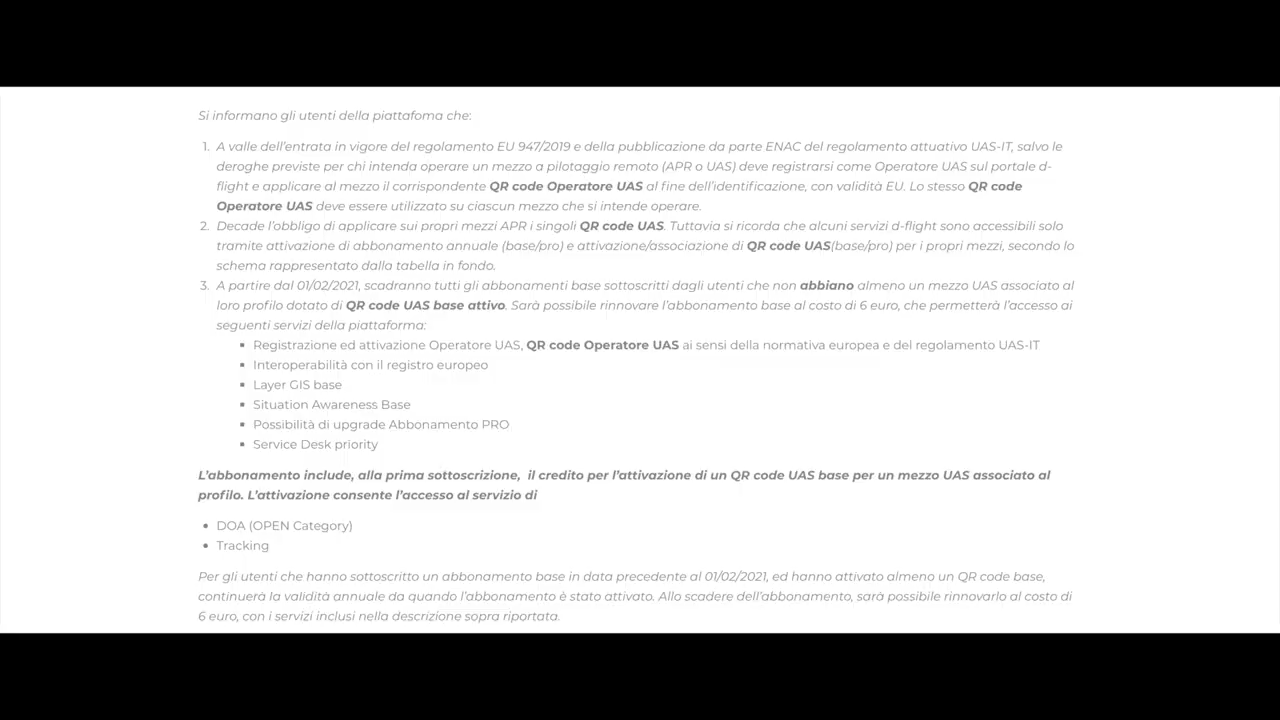 Si informano gli utenti della piattafoma che:
1. A valle dell'entrata in vigore del regolamento EU 947/2019 e della pubblicazione da parte ENAC del regolamento attuativo UAS-IT, salvo le
deroghe previste per chi intenda operare un mezzo a pilotaggio remoto (APR o UAS) deve registrarsi come Operatore UAS sul portale d-
flight e applicare al mezzo il corrispondente QR code Operatore UAS al fine dell'identificazione, con validità EU. Lo stesso QR code
Operatore UAS deve essere utilizzato su ciascun mezzo che si intende operare.
2. Decade l'obbligo di applicare sui propri mezzi APR i singoli QR code UAS. Tuttavia si ricorda che alcuni servizi d-flight sono accessibili solo
tramite attivazione di abbonamento annuale (base/pro) e attivazione/associazione di QR code UAS(base/pro) per i propri mezzi, secondo lo
schema rappresentato dalla tabella in fondo.
3. A partire dal 01/02/2021, scadranno tutti gli abbonamenti base sottoscritti dagli utenti che non abbiano almeno un mezzo UAS associato al
loro profilo dotato di QR code UAS base attivo. Sarà possibile rinnovare l'abbonamento base al costo di 6 euro, che permetterà l'accesso ai
seguenti servizi della piattaforma:
▪ Registrazione ed attivazione Operatore UAS, QR code Operatore UAS ai sensi della normativa europea e del regolamento UAS-IT
▪ Interoperabilità con il registro europeo
▪ Layer GIS base
▪ Situation Awareness Base
▪ Possibilità di upgrade Abbonamento PRO
▪ Service Desk priority
L'abbonamento include, alla prima sottoscrizione, il credito per l'attivazione di un QR code UAS base per un mezzo UAS associato al
profilo. L'attivazione consente l'accesso al servizio di
• DOA (OPEN Category)
• Tracking
Per gli utenti che hanno sottoscritto un abbonamento base in data precedente al 01/02/2021, ed hanno attivato almeno un QR code base,
continuerà la validità annuale da quando l'abbonamento è stato attivato. Allo scadere dell'abbonamento, sarà possibile rinnovarlo al costo di
6 euro, con i servizi inclusi nella descrizione sopra riportata.